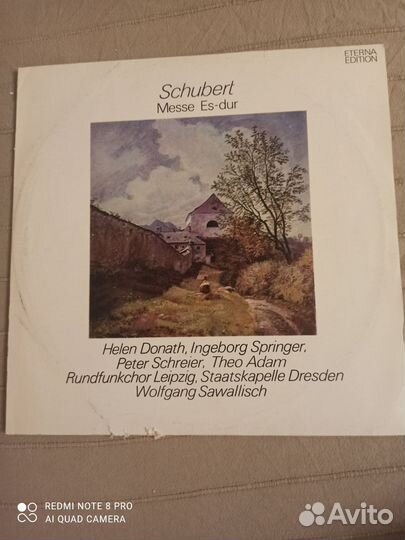 ETERNA
EDITION
Schubert
Messe Es-dur
Helen Donath, Ingeborg Springer,
Peter Schreier, Theo Adam
Rundfunkchor Leipzig, Staatskapelle Dresden
Wolfgang Sawallisch
REDMI NOTE 8 PRO
AI QUAD CAMERA
Avito